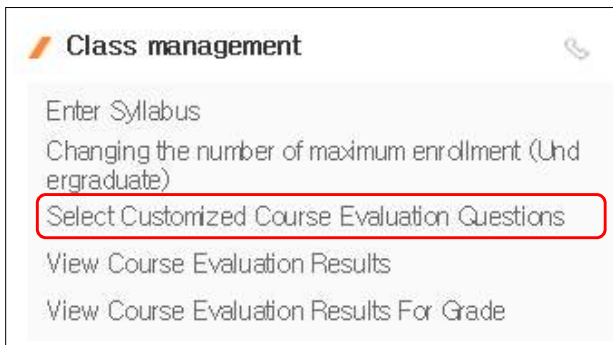 Class management
Enter Syllabus
Changing the number of maximum enrollment (Und
ergraduate)
Select Customized Course Evaluation Questions
View Course Evaluation Results
View Course Evaluation Results For Grade